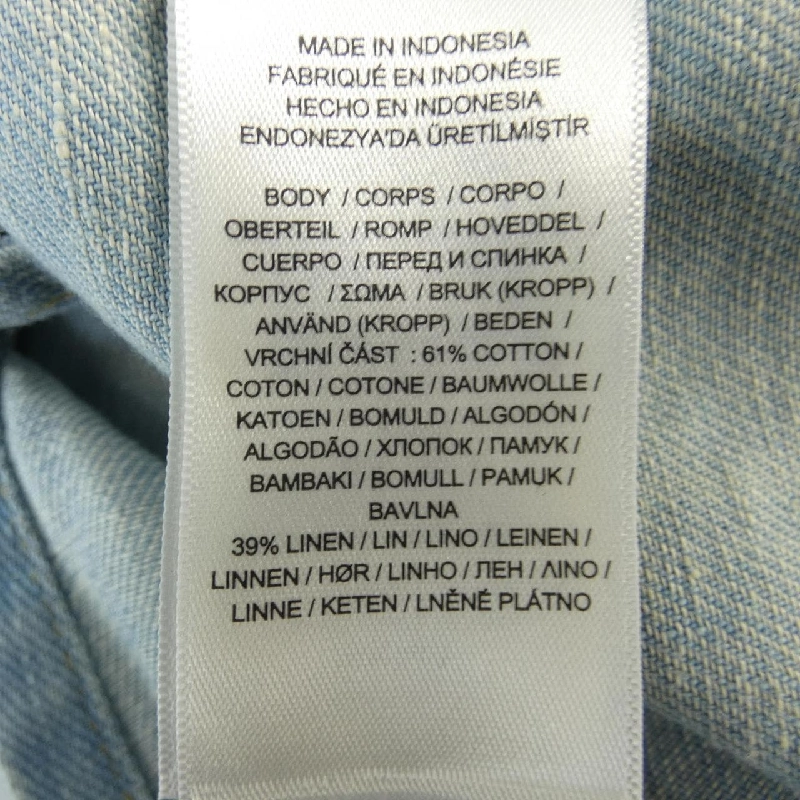 MADE IN INDONESIA
FABRIQUÉ EN INDONÉSIE
HECHO EN INDONESIA
ENDONEZYA'DA ÜRETİLMİŞTİR
BODY / CORPS / CORPO /
OBERTEIL / ROMP / HOVEDDEL /
CUERPO / ПЕРЕД И СПИНКА /
КОРПУС / ΣΩΜΑ / BRUK (KROPP) /
ANVÄND (KROPP) / BEDEN /
VRCHNÍ ČÁST : 61% COTTON /
COTON / COTONE / BAUMWOLLE /
KATOEN / BOMULD / ALGODÓN /
ALGODÃO / ХЛОПОК / ПАМУК /
BAMBAKI / BOMULL / PAMUK /
BAVLNA
39% LINEN / LIN / LINO / LEINEN /
LINNEN / HØR / LINHO / ЛЕН / ΛΙΝΟ /
LINNE / KETEN / LNĚNÉ PLÁTNO